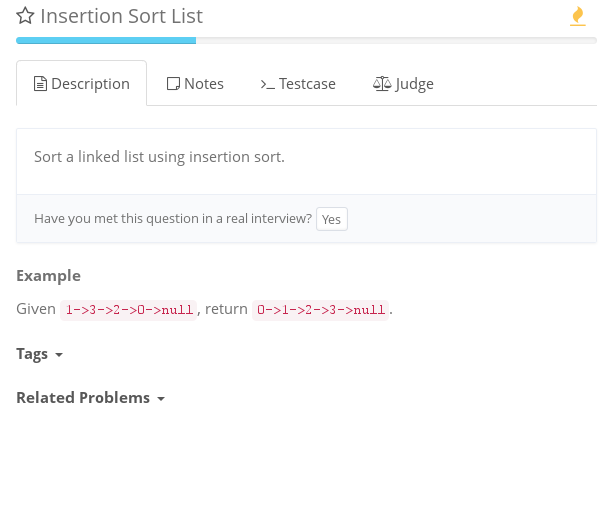 Insertion Sort List
Description Notes Testcase Judge
Sort a linked list using insertion sort.
Have you met this question in a real interview? Yes
Example
Given 1->3->2->0->null, return 0->1->2->3->null.
Tags
Related Problems